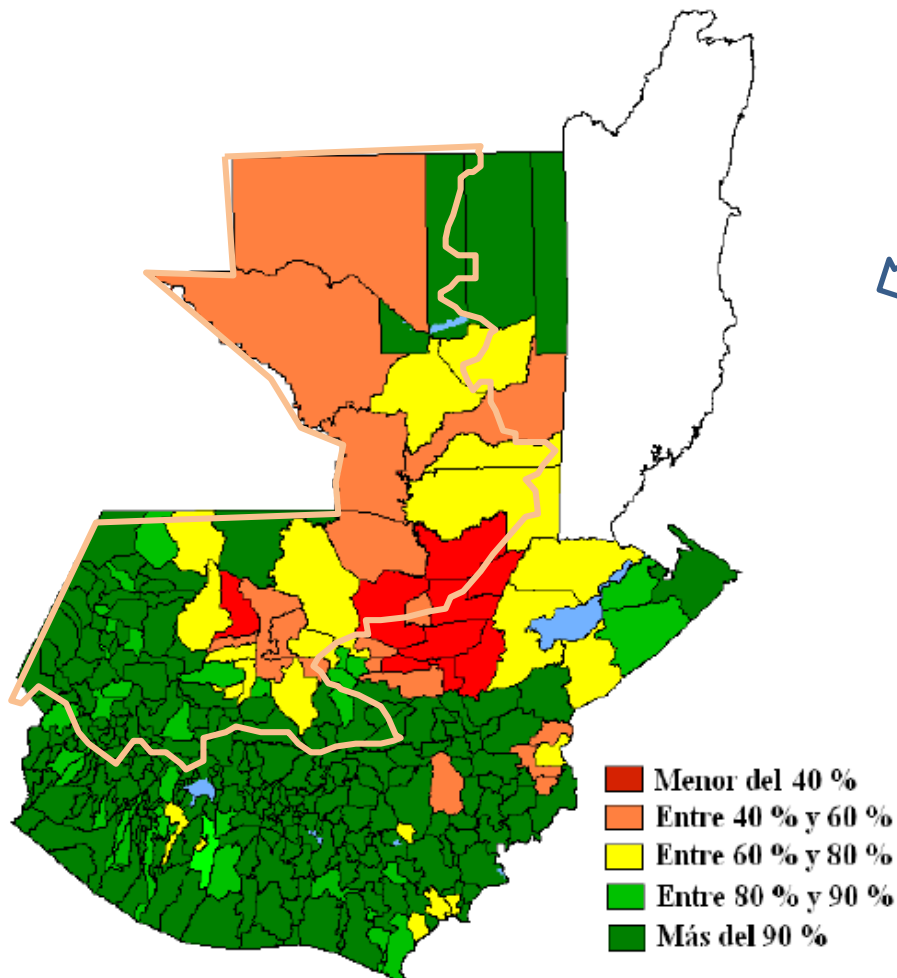 Menor del 40 %
Entre 40 % y 60 %
Entre 60 % y 80 %
Entre 80 % y 90 %
Más del 90 %